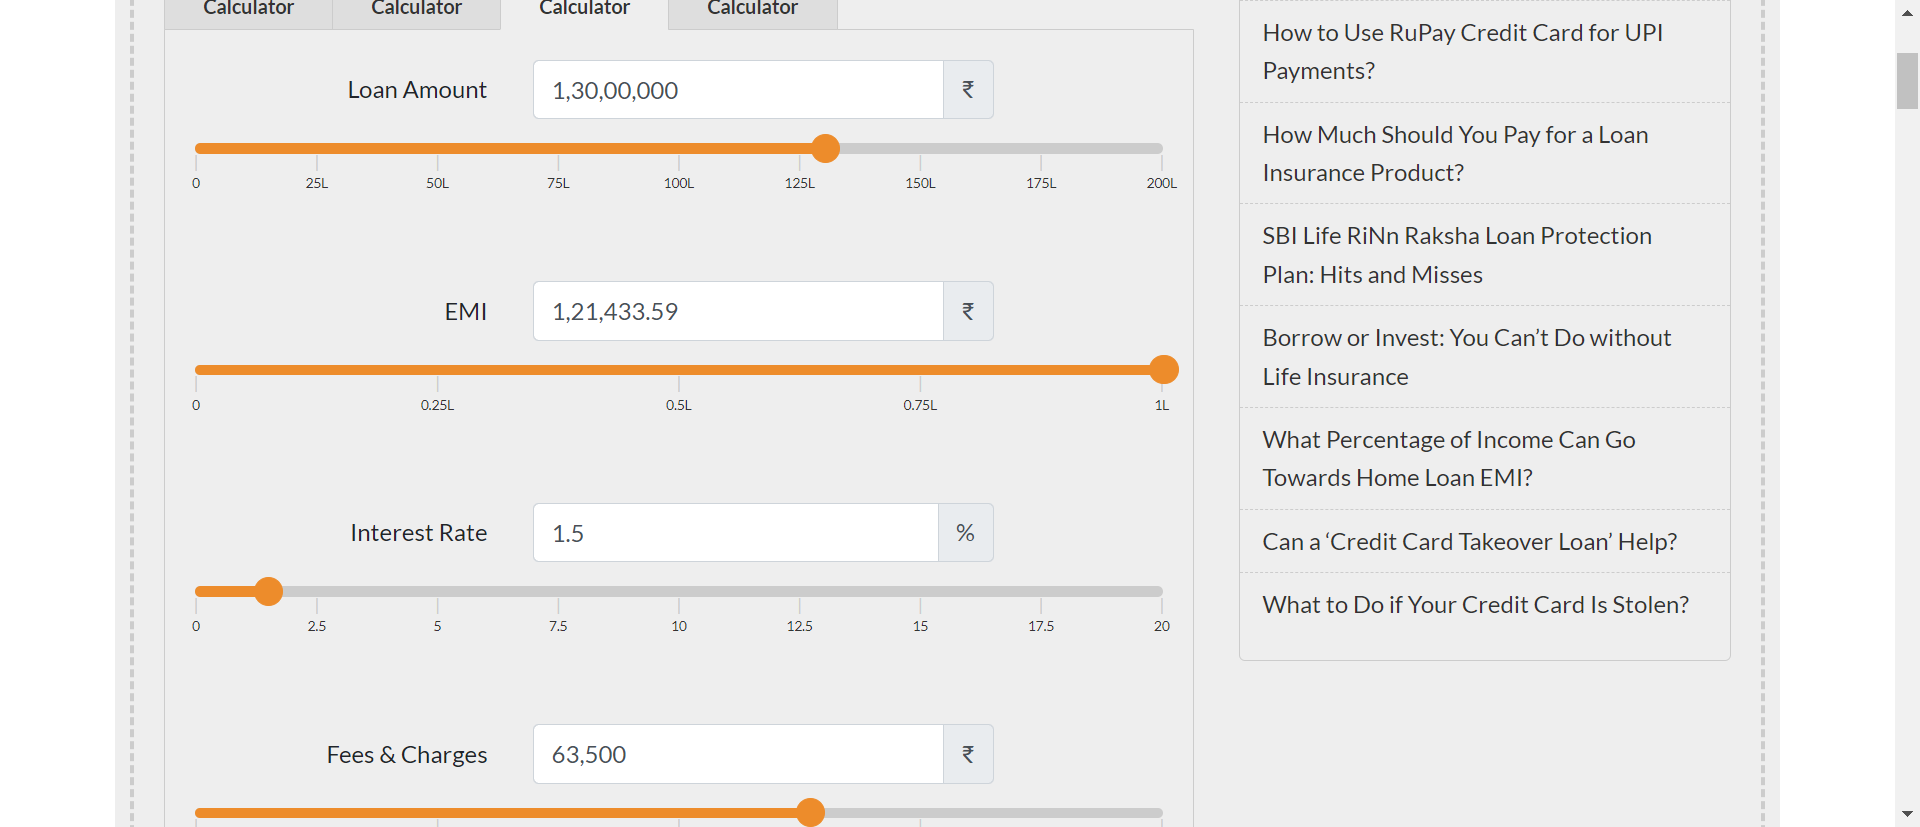 Calculator
Calculator
Calculator
Calculator
Loan Amount
1,30,00,000
₹
0
25L
50L
75L
100L
125L
150L
175L
200L
EMI
1,21,433.59
₹
0
0.25L
0.5L
0.75L
1L
Interest Rate
1.5
%
0
2.5
5
7.5
10
12.5
15
17.5
20
Fees & Charges
63,500
₹
How to Use RuPay Credit Card for UPI
Payments?
How Much Should You Pay for a Loan
Insurance Product?
SBI Life RiNn Raksha Loan Protection
Plan: Hits and Misses
Borrow or Invest: You Can’t Do without
Life Insurance
What Percentage of Income Can Go
Towards Home Loan EMI?
Can a ‘Credit Card Takeover Loan’ Help?
What to Do if Your Credit Card Is Stolen?